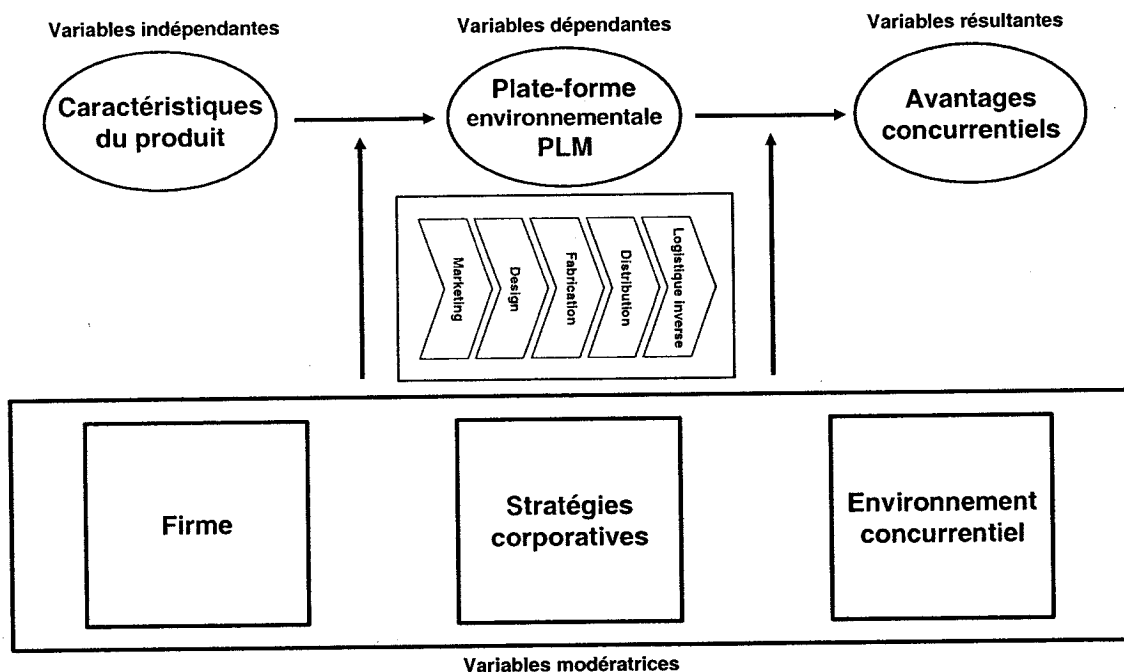 Variables indépendantes
Variables dépendantes
Variables résultantes
Caractéristiques
du produit
Plate-forme
environnementale
PLM
Avantages
concurrentiels
Marketing
Design
Fabrication
Distribution
Logistique inverse
Firme
Stratégies
corporatives
Environnement
concurrentiel
Variables modératrices